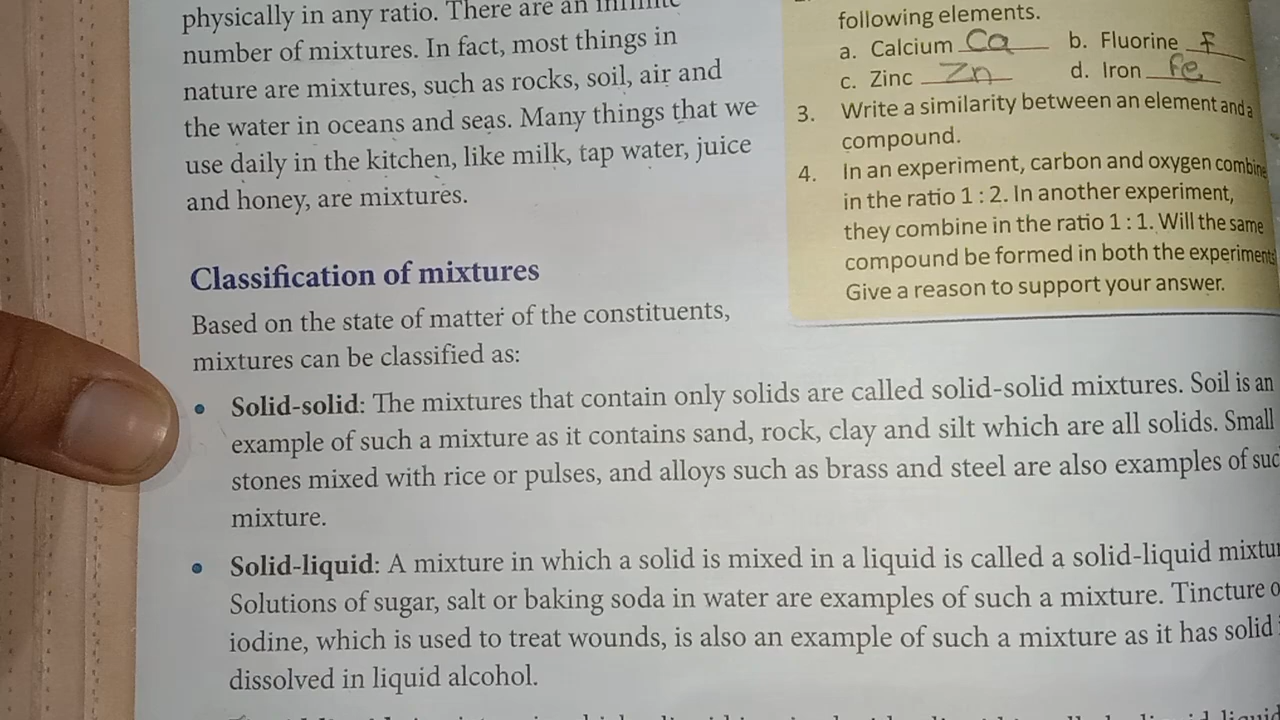 physically in any ratio. There are an infinite
number of mixtures. In fact, most things in
nature are mixtures, such as rocks, soil, air and
the water in oceans and seas. Many things that we
use daily in the kitchen, like milk, tap water, juice
and honey, are mixtures.
Classification of mixtures
Based on the state of matter of the constituents,
mixtures can be classified as:
following elements.
a. Calcium Ca b. Fluorine F
c. Zinc Zn d. Iron Fe
3. Write a similarity between an element and a
compound.
4. In an experiment, carbon and oxygen combine
in the ratio 1 : 2. In another experiment,
they combine in the ratio 1 : 1. Will the same
compound be formed in both the experiments
Give a reason to support your answer.
• Solid-solid: The mixtures that contain only solids are called solid-solid mixtures. Soil is an
example of such a mixture as it contains sand, rock, clay and silt which are all solids. Small
stones mixed with rice or pulses, and alloys such as brass and steel are also examples of suc
mixture.
• Solid-liquid: A mixture in which a solid is mixed in a liquid is called a solid-liquid mixtu
Solutions of sugar, salt or baking soda in water are examples of such a mixture. Tincture o
iodine, which is used to treat wounds, is also an example of such a mixture as it has solid
dissolved in liquid alcohol.